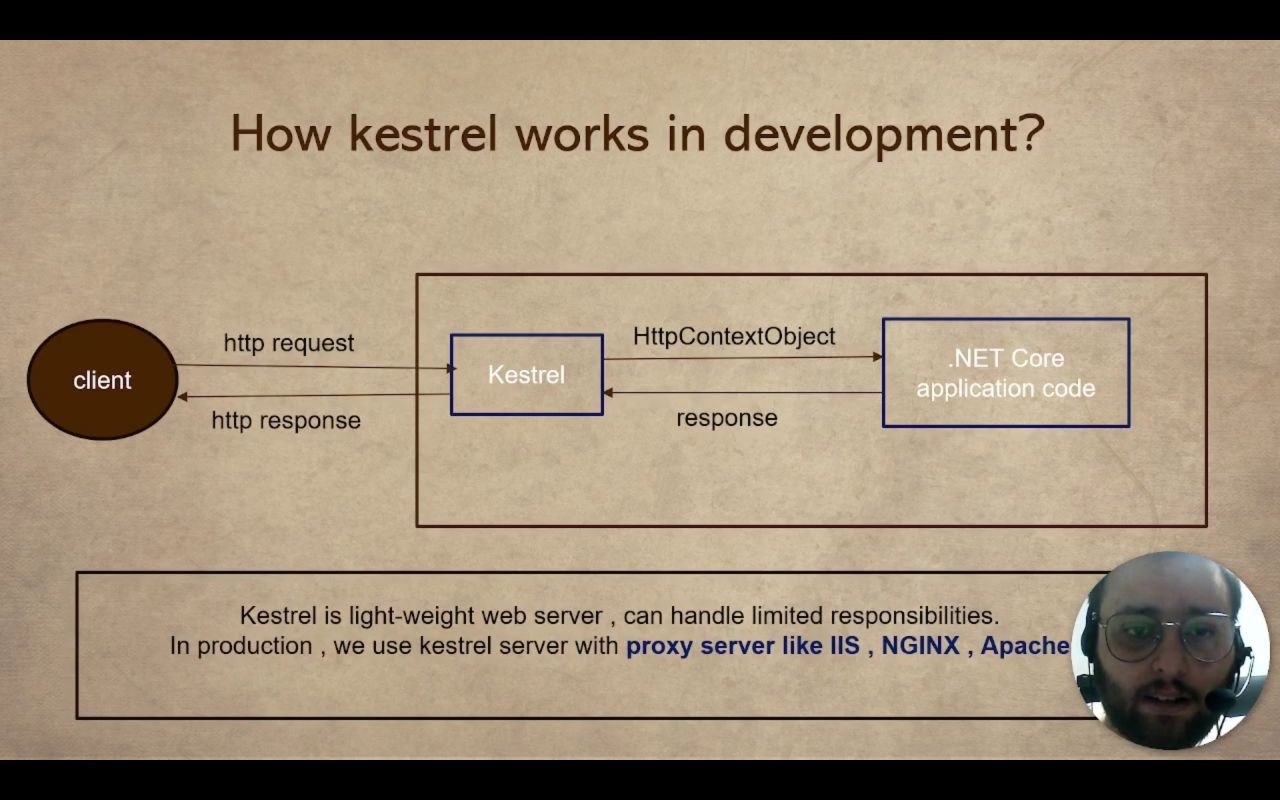 How kestrel works in development?
client
http request
http response
Kestrel
HttpContextObject
response
.NET Core
application code
Kestrel is light-weight web server , can handle limited responsibilities.
In production , we use kestrel server with proxy server like IIS , NGINX , Apache